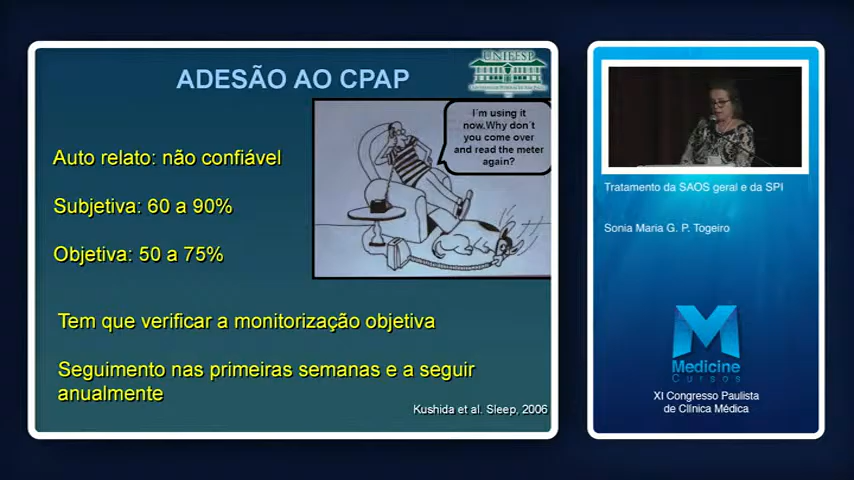 ADESÃO AO CPAP
UNIFESP
I´m using it
now.Why don´t
you come over
and read the meter
again?
Auto relato: não confiável
Subjetiva: 60 a 90%
Objetiva: 50 a 75%
Tem que verificar a monitorização objetiva
Seguimento nas primeiras semanas e a seguir
anualmente
Kushida et al. Sleep, 2006
Tratamento da SAOS geral e da SPI
Sonia Maria G. P. Togeiro
Medicine
Cursos
XI Congresso Paulista
de Clínica Médica